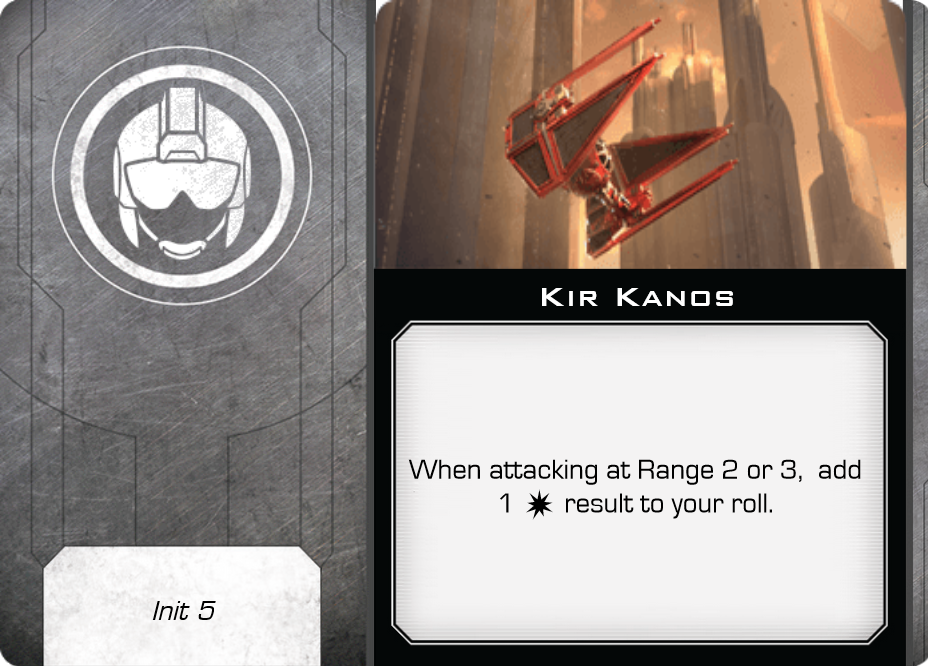 Kir Kanos
When attacking at Range 2 or 3, add
1 result to your roll.
Init 5